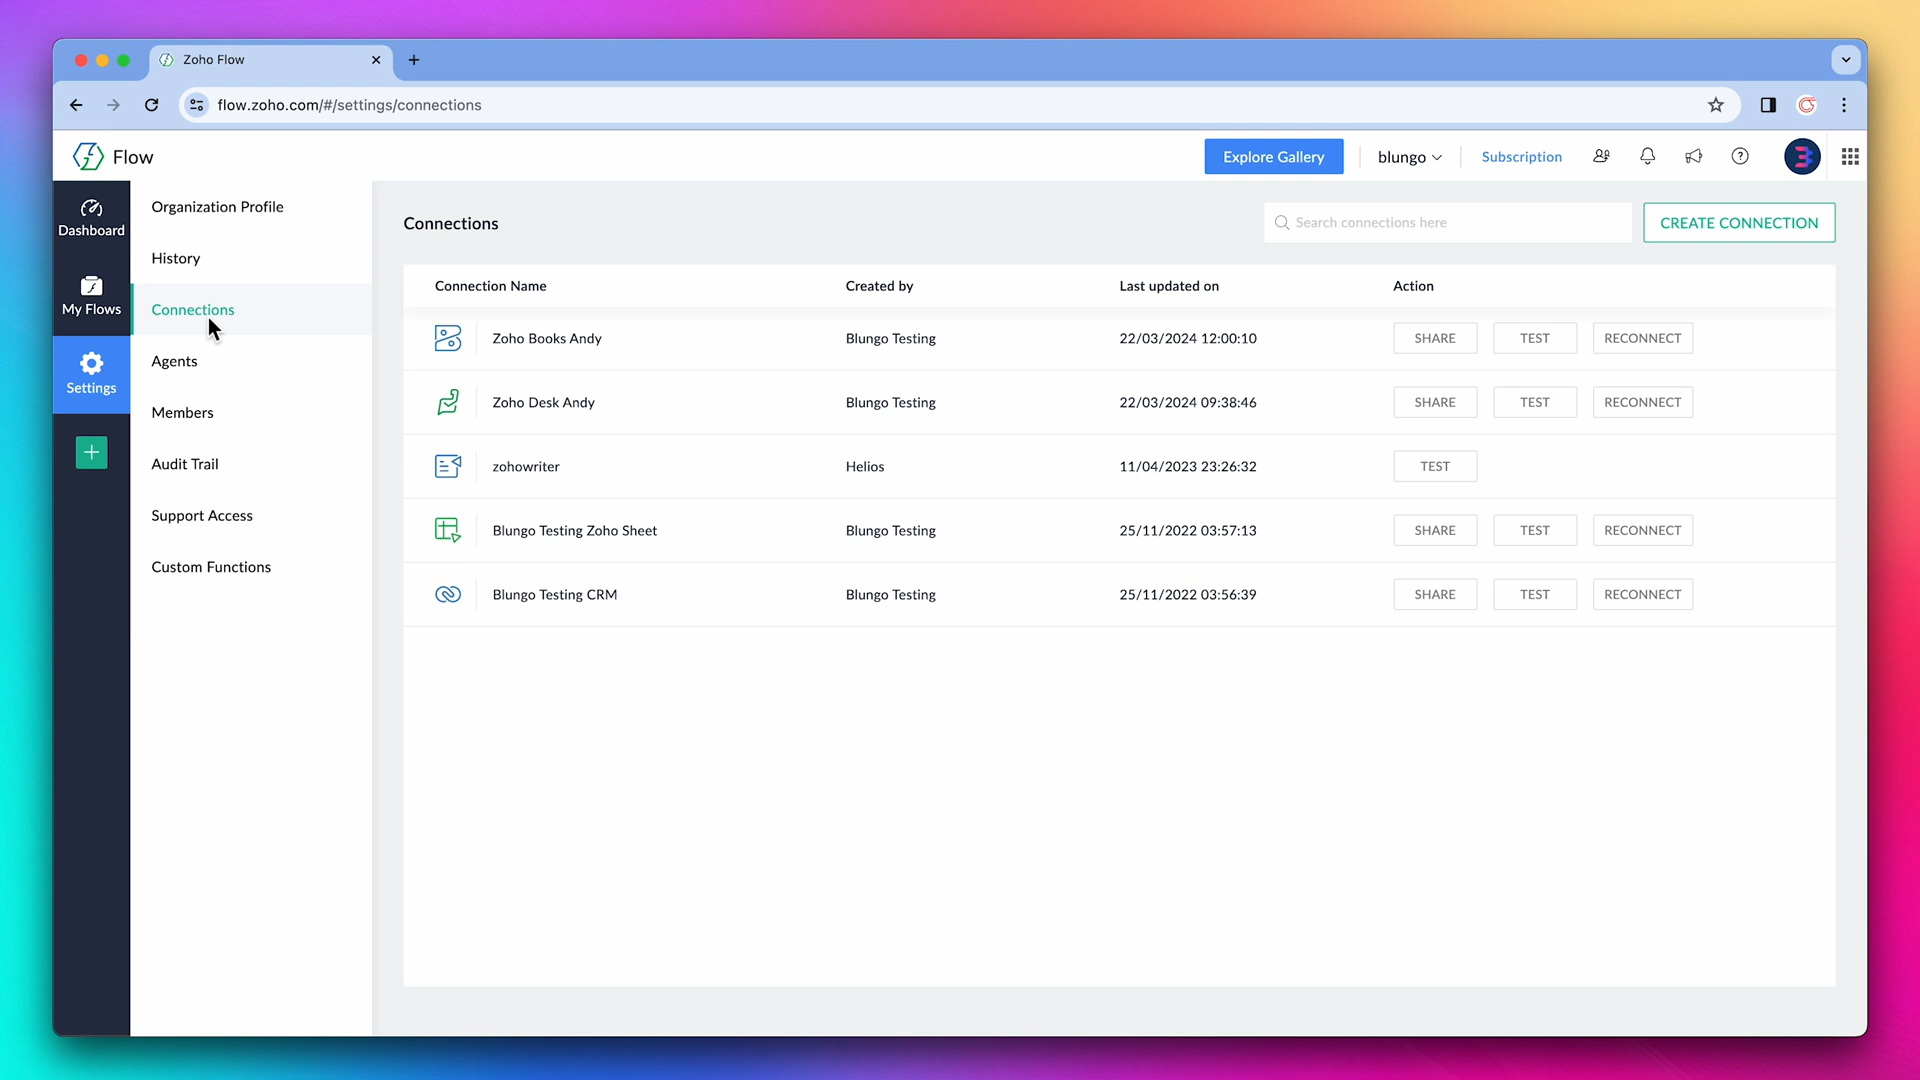 Zoho Flow
flow.zoho.com/#/settings/connections
Flow
Explore Gallery
blungo
Subscription
Dashboard
My Flows
Settings
Organization Profile
History
Connections
Agents
Members
Audit Trail
Support Access
Custom Functions
Connections
Search connections here
CREATE CONNECTION
Connection Name Created by Last updated on Action
Zoho Books Andy Blungo Testing 22/03/2024 12:00:10 SHARE TEST RECONNECT
Zoho Desk Andy Blungo Testing 22/03/2024 09:38:46 SHARE TEST RECONNECT
zohowriter Helios 11/04/2023 23:26:32 TEST
Blungo Testing Zoho Sheet Blungo Testing 25/11/2022 03:57:13 SHARE TEST RECONNECT
Blungo Testing CRM Blungo Testing 25/11/2022 03:56:39 SHARE TEST RECONNECT